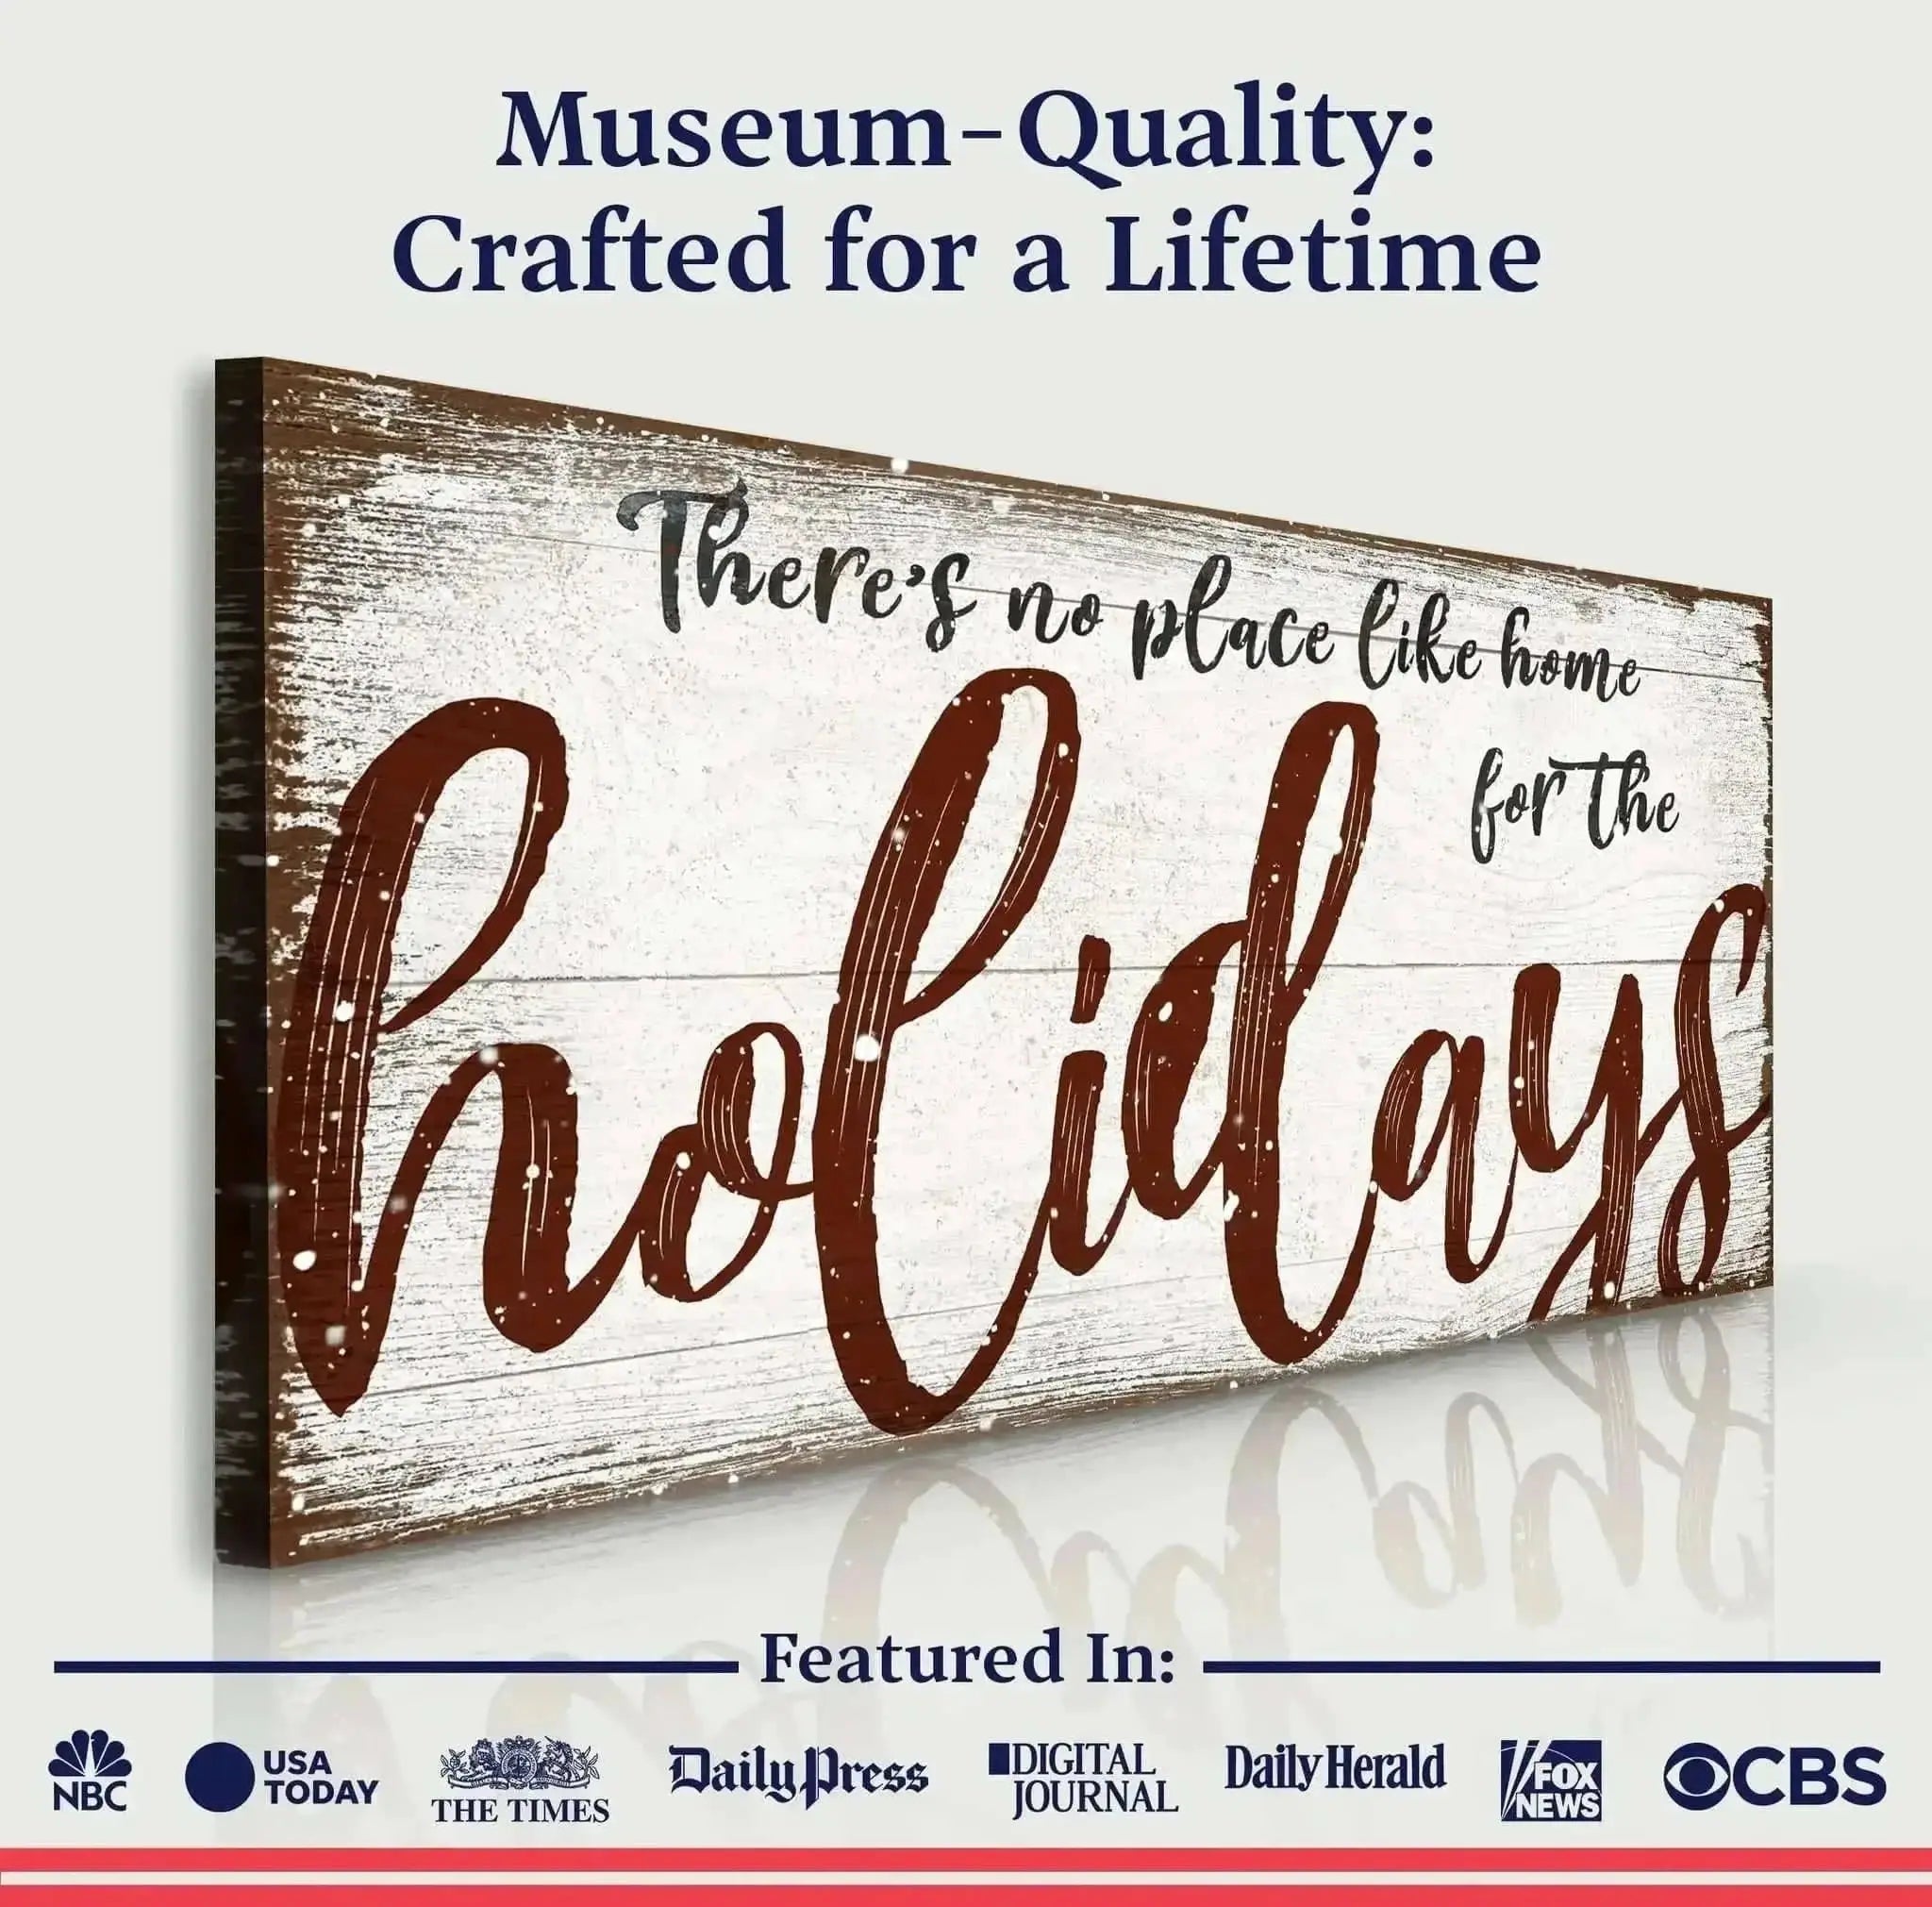 Museum-Quality:
Crafted for a Lifetime
There's no place like home
for the
holidays
Featured In:
NBC
USA
TODAY
THE TIMES
Daily Press
DIGITAL
JOURNAL
Daily Herald
FOX
NEWS
CBS